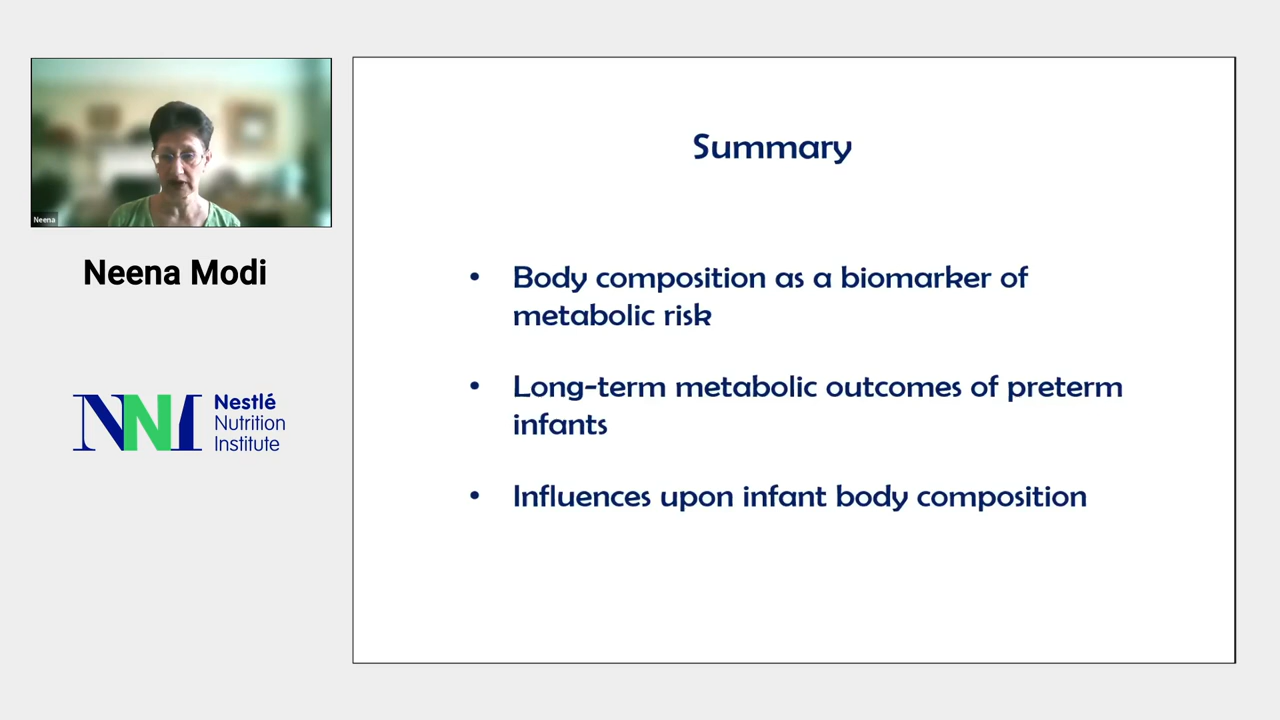 Neena
Neena Modi
NNI
Nestlé
Nutrition
Institute
Summary
• Body composition as a biomarker of
metabolic risk
• Long-term metabolic outcomes of preterm
infants
• Influences upon infant body composition